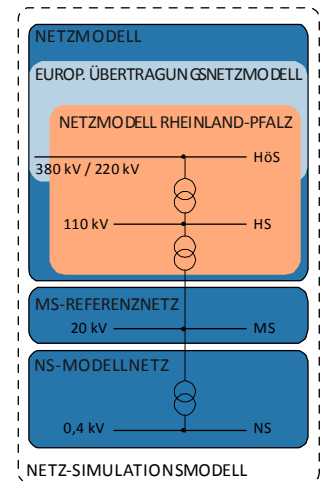 NETZMODELL
EUROP. ÜBERTRAGUNGSNETZMODELL
NETZMODELL RHEINLAND-PFALZ
HöS
380 kV / 220 kV
110 kV HS
MS-REFERENZNETZ
20 kV MS
NS-MODELLNETZ
0,4 kV NS
NETZ-SIMULATIONSMODELL